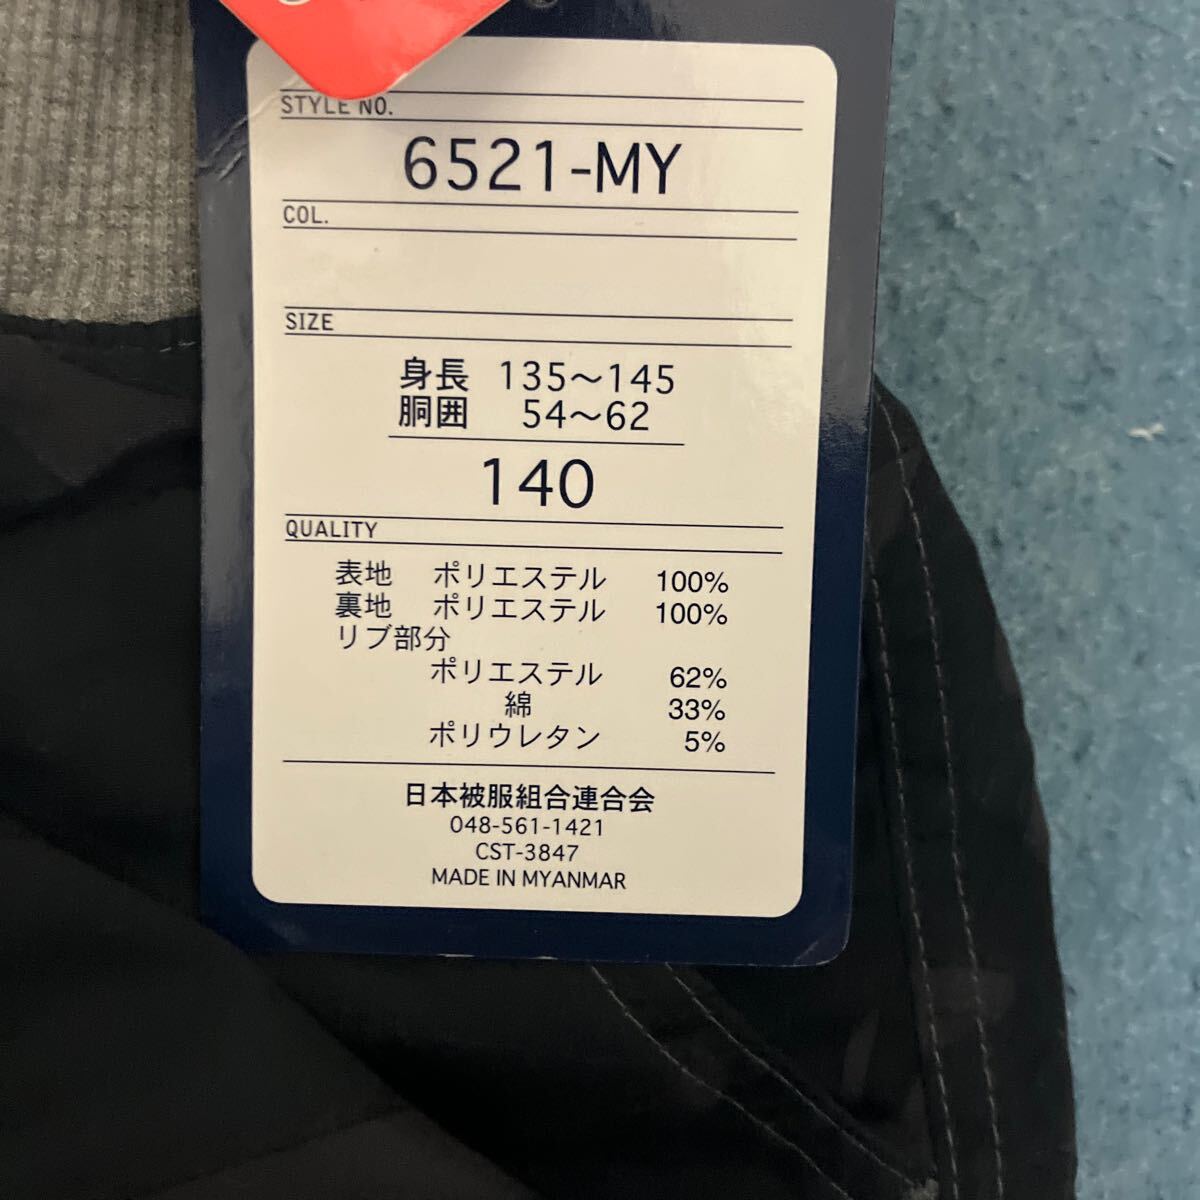 STYLE NO.
6521-MY
COL.
SIZE
身長 135〜145
胴囲 54〜62
140
QUALITY
表地 ポリエステル 100%
裏地 ポリエステル 100%
リブ部分
ポリエステル 62%
綿 33%
ポリウレタン 5%
日本被服組合連合会
048-561-1421
CST-3847
MADE IN MYANMAR